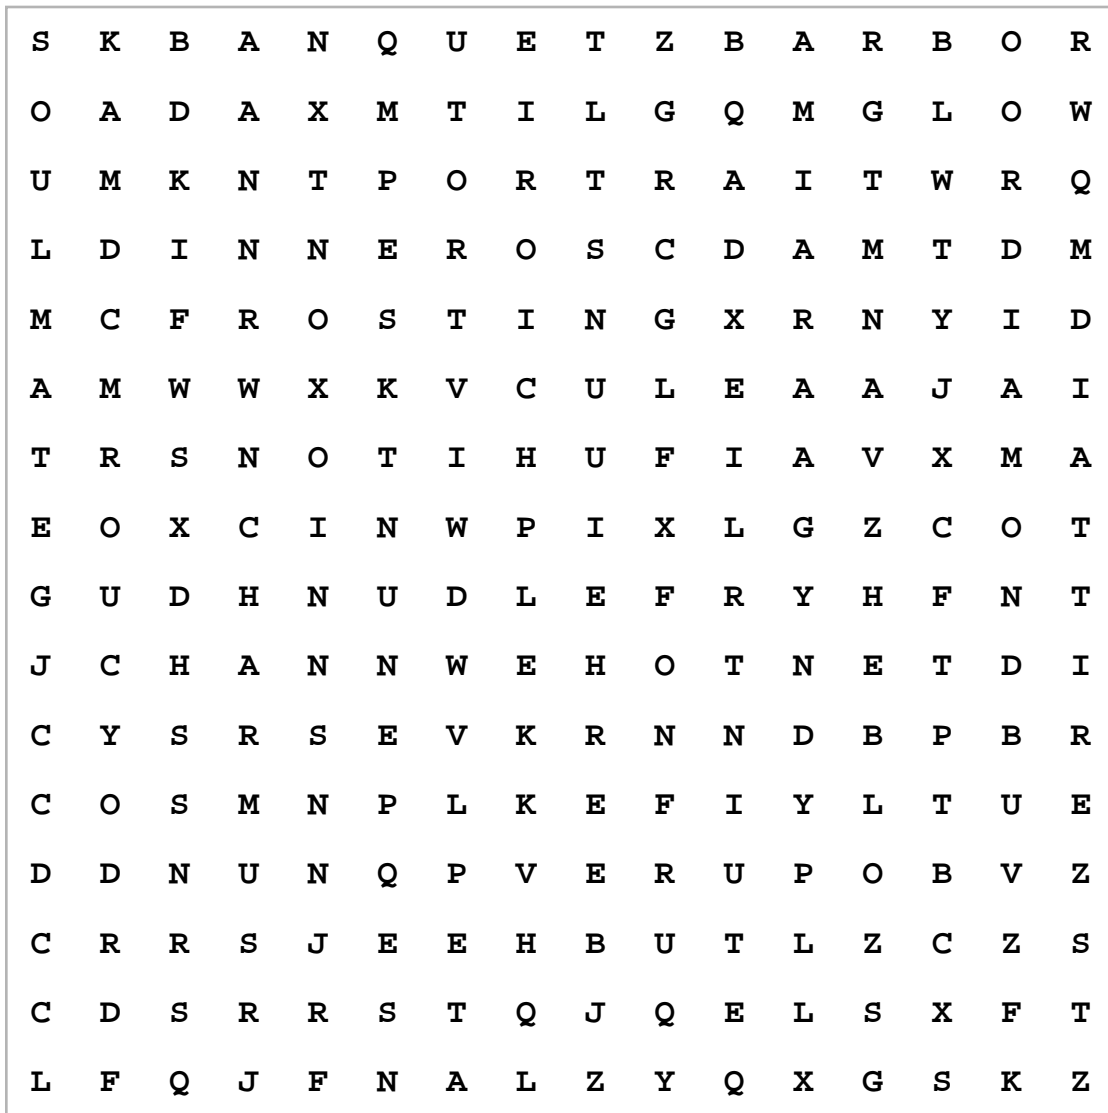 S K B A N Q U E T Z B A R B O R
O A D A X M T I L G Q M G L O W
U M K N T P O R T R A I T W R Q
L D I N N E R O S C D A M T D M
M C F R O S T I N G X R N Y I D
A M W W X K V C U L E A A J A I
T R S N O T I H U F I A V X M A
E O X C I N W P I X L G Z C O T
G U D H N U D L E F R Y H F N T
J C H A N N W E H O T N E T D I
C Y S R S E V K R N N D B P B R
C O S M N P L K E F I Y L T U E
D D N U N Q P V E R U P O B V Z
C R R S J E E H B U T L Z C Z S
C D S R R S T Q J Q E L S X F T
L F Q J F N A L Z Y Q X G S K Z